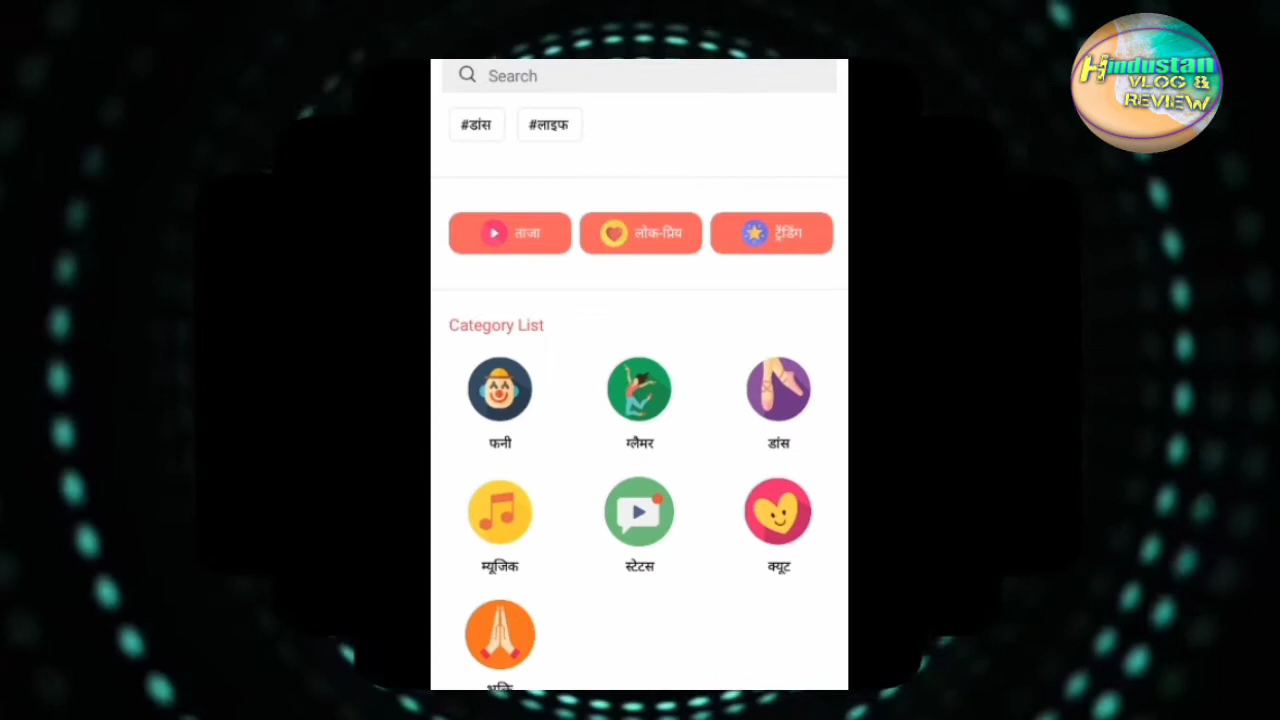 Hindustan
VLOG &
REVIEW
Search
#डांस #लाइफ
ताजा लोक-प्रिय ट्रेंडिंग
Category List
फनी ग्लैमर डांस
म्यूजिक स्टेटस क्यूट